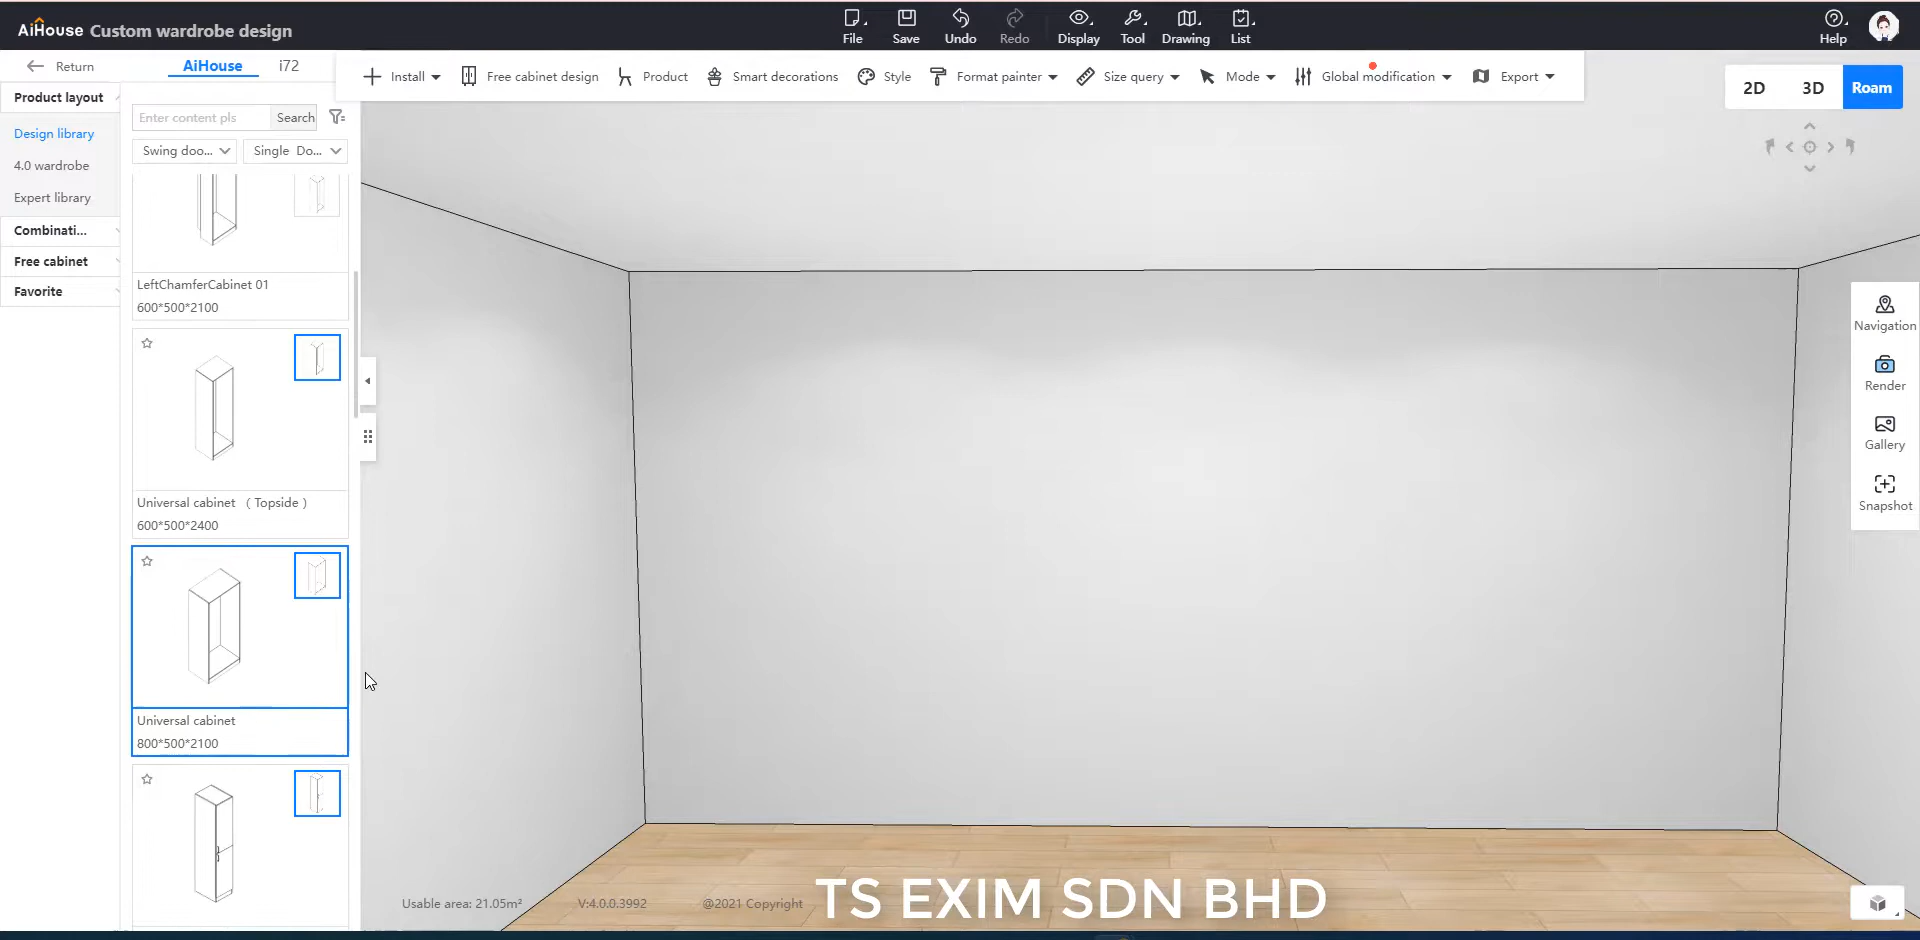 AiHouse Custom wardrobe design
File Save Undo Redo Display Tool Drawing List Help
Return AiHouse i72
Install Free cabinet design Product Smart decorations Style Format painter Size query Mode Global modification Export
2D 3D Roam
Product layout
Design library
4.0 wardrobe
Expert library
Combinati...
Free cabinet
Favorite
Enter content pls Search
Swing doo... Single Do...
LeftChamferCabinet 01
600*500*2100
Universal cabinet ( Topside )
600*500*2400
Universal cabinet
800*500*2100
Navigation
Render
Gallery
Snapshot
Usable area: 21.05m² V:4.0.0.3992 @2021 Copyright
TS EXIM SDN BHD